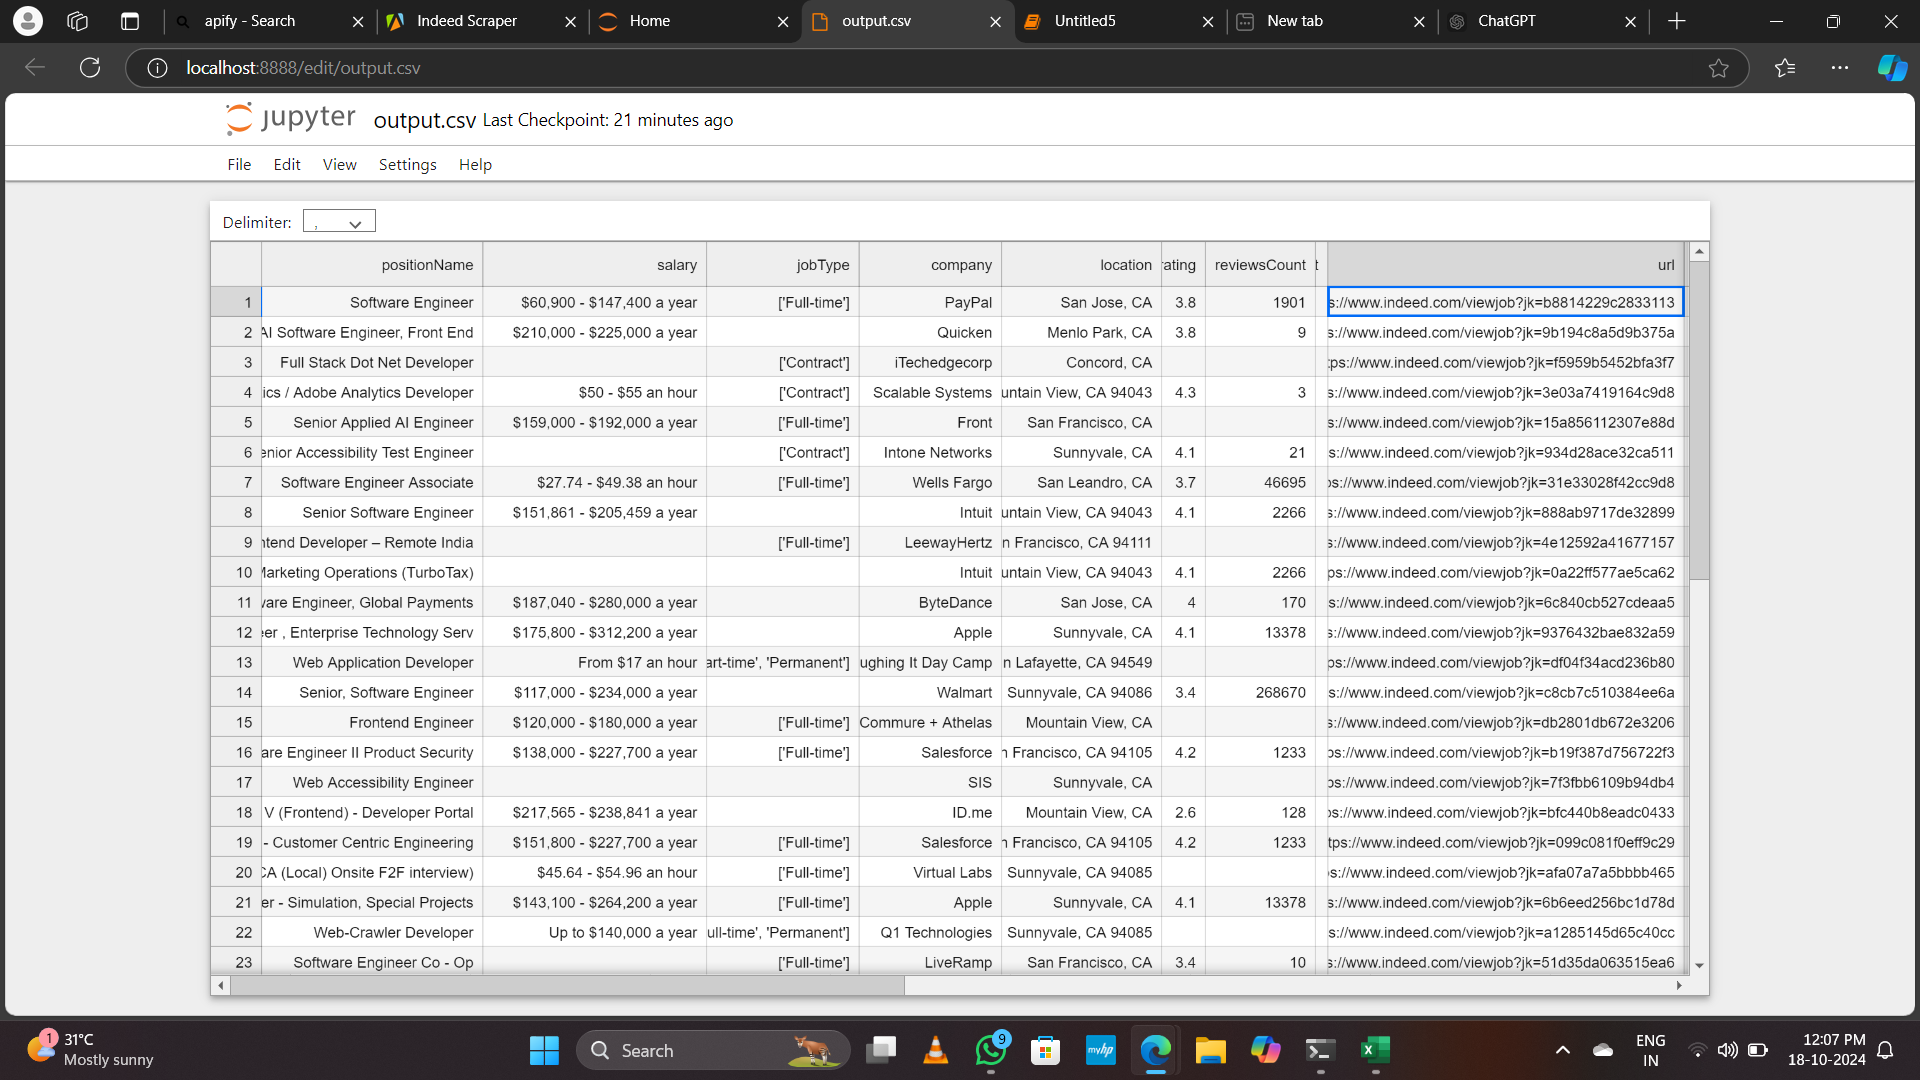 apify - Search
Indeed Scraper
Home
output.csv
Untitled5
New tab
ChatGPT
localhost:8888/edit/output.csv
jupyter output.csv Last Checkpoint: 21 minutes ago
File Edit View Settings Help
Delimiter: ,
positionName salary jobType company location rating reviewsCount t url
1 Software Engineer $60,900 - $147,400 a year ['Full-time'] PayPal San Jose, CA 3.8 1901 s://www.indeed.com/viewjob?jk=b8814229c2833113
2 AI Software Engineer, Front End $210,000 - $225,000 a year Quicken Menlo Park, CA 3.8 9 s://www.indeed.com/viewjob?jk=9b194c8a5d9b375a
3 Full Stack Dot Net Developer ['Contract'] iTechedgecorp Concord, CA tps://www.indeed.com/viewjob?jk=f5959b5452bfa3f7
4 ics / Adobe Analytics Developer $50 - $55 an hour ['Contract'] Scalable Systems untain View, CA 94043 4.3 3 s://www.indeed.com/viewjob?jk=3e03a7419164c9d8
5 Senior Applied AI Engineer $159,000 - $192,000 a year ['Full-time'] Front San Francisco, CA s://www.indeed.com/viewjob?jk=15a856112307e88d
6 enior Accessibility Test Engineer ['Contract'] Intone Networks Sunnyvale, CA 4.1 21 s://www.indeed.com/viewjob?jk=934d28ace32ca511
7 Software Engineer Associate $27.74 - $49.38 an hour ['Full-time'] Wells Fargo San Leandro, CA 3.7 46695 ps://www.indeed.com/viewjob?jk=31e33028f42cc9d8
8 Senior Software Engineer $151,861 - $205,459 a year Intuit untain View, CA 94043 4.1 2266 s://www.indeed.com/viewjob?jk=888ab9717de32899
9 ntend Developer – Remote India ['Full-time'] LeewayHertz n Francisco, CA 94111 s://www.indeed.com/viewjob?jk=4e12592a41677157
10 Marketing Operations (TurboTax) Intuit untain View, CA 94043 4.1 2266 ps://www.indeed.com/viewjob?jk=0a22ff577ae5ca62
11 ware Engineer, Global Payments $187,040 - $280,000 a year ByteDance San Jose, CA 4 170 s://www.indeed.com/viewjob?jk=6c840cb527cdeaa5
12 eer , Enterprise Technology Serv $175,800 - $312,200 a year Apple Sunnyvale, CA 4.1 13378 s://www.indeed.com/viewjob?jk=9376432bae832a59
13 Web Application Developer From $17 an hour art-time', 'Permanent'] ughing It Day Camp n Lafayette, CA 94549 ps://www.indeed.com/viewjob?jk=df04f34acd236b80
14 Senior, Software Engineer $117,000 - $234,000 a year Walmart Sunnyvale, CA 94086 3.4 268670 s://www.indeed.com/viewjob?jk=c8cb7c510384ee6a
15 Frontend Engineer $120,000 - $180,000 a year ['Full-time'] Commure + Athelas Mountain View, CA s://www.indeed.com/viewjob?jk=db2801db672e3206
16 are Engineer II Product Security $138,000 - $227,700 a year ['Full-time'] Salesforce n Francisco, CA 94105 4.2 1233 ps://www.indeed.com/viewjob?jk=b19f387d756722f3
17 Web Accessibility Engineer SIS Sunnyvale, CA ps://www.indeed.com/viewjob?jk=7f3fbb6109b94db4
18 V (Frontend) - Developer Portal $217,565 - $238,841 a year ID.me Mountain View, CA 2.6 128 ps://www.indeed.com/viewjob?jk=bfc440b8eadc0433
19 - Customer Centric Engineering $151,800 - $227,700 a year ['Full-time'] Salesforce n Francisco, CA 94105 4.2 1233 tps://www.indeed.com/viewjob?jk=099c081f0eff9c29
20 CA (Local) Onsite F2F interview) $45.64 - $54.96 an hour ['Full-time'] Virtual Labs Sunnyvale, CA 94085 s://www.indeed.com/viewjob?jk=afa07a7a5bbbb465
21 er - Simulation, Special Projects $143,100 - $264,200 a year ['Full-time'] Apple Sunnyvale, CA 4.1 13378 s://www.indeed.com/viewjob?jk=6b6eed256bc1d78d
22 Web-Crawler Developer Up to $140,000 a year ull-time', 'Permanent'] Q1 Technologies Sunnyvale, CA 94085 s://www.indeed.com/viewjob?jk=a1285145d65c40cc
23 Software Engineer Co - Op ['Full-time'] LiveRamp San Francisco, CA 3.4 10 s://www.indeed.com/viewjob?jk=51d35da063515ea6
1
31°C
Mostly sunny
Search
9
myhp
ENG
IN
12:07 PM
18-10-2024